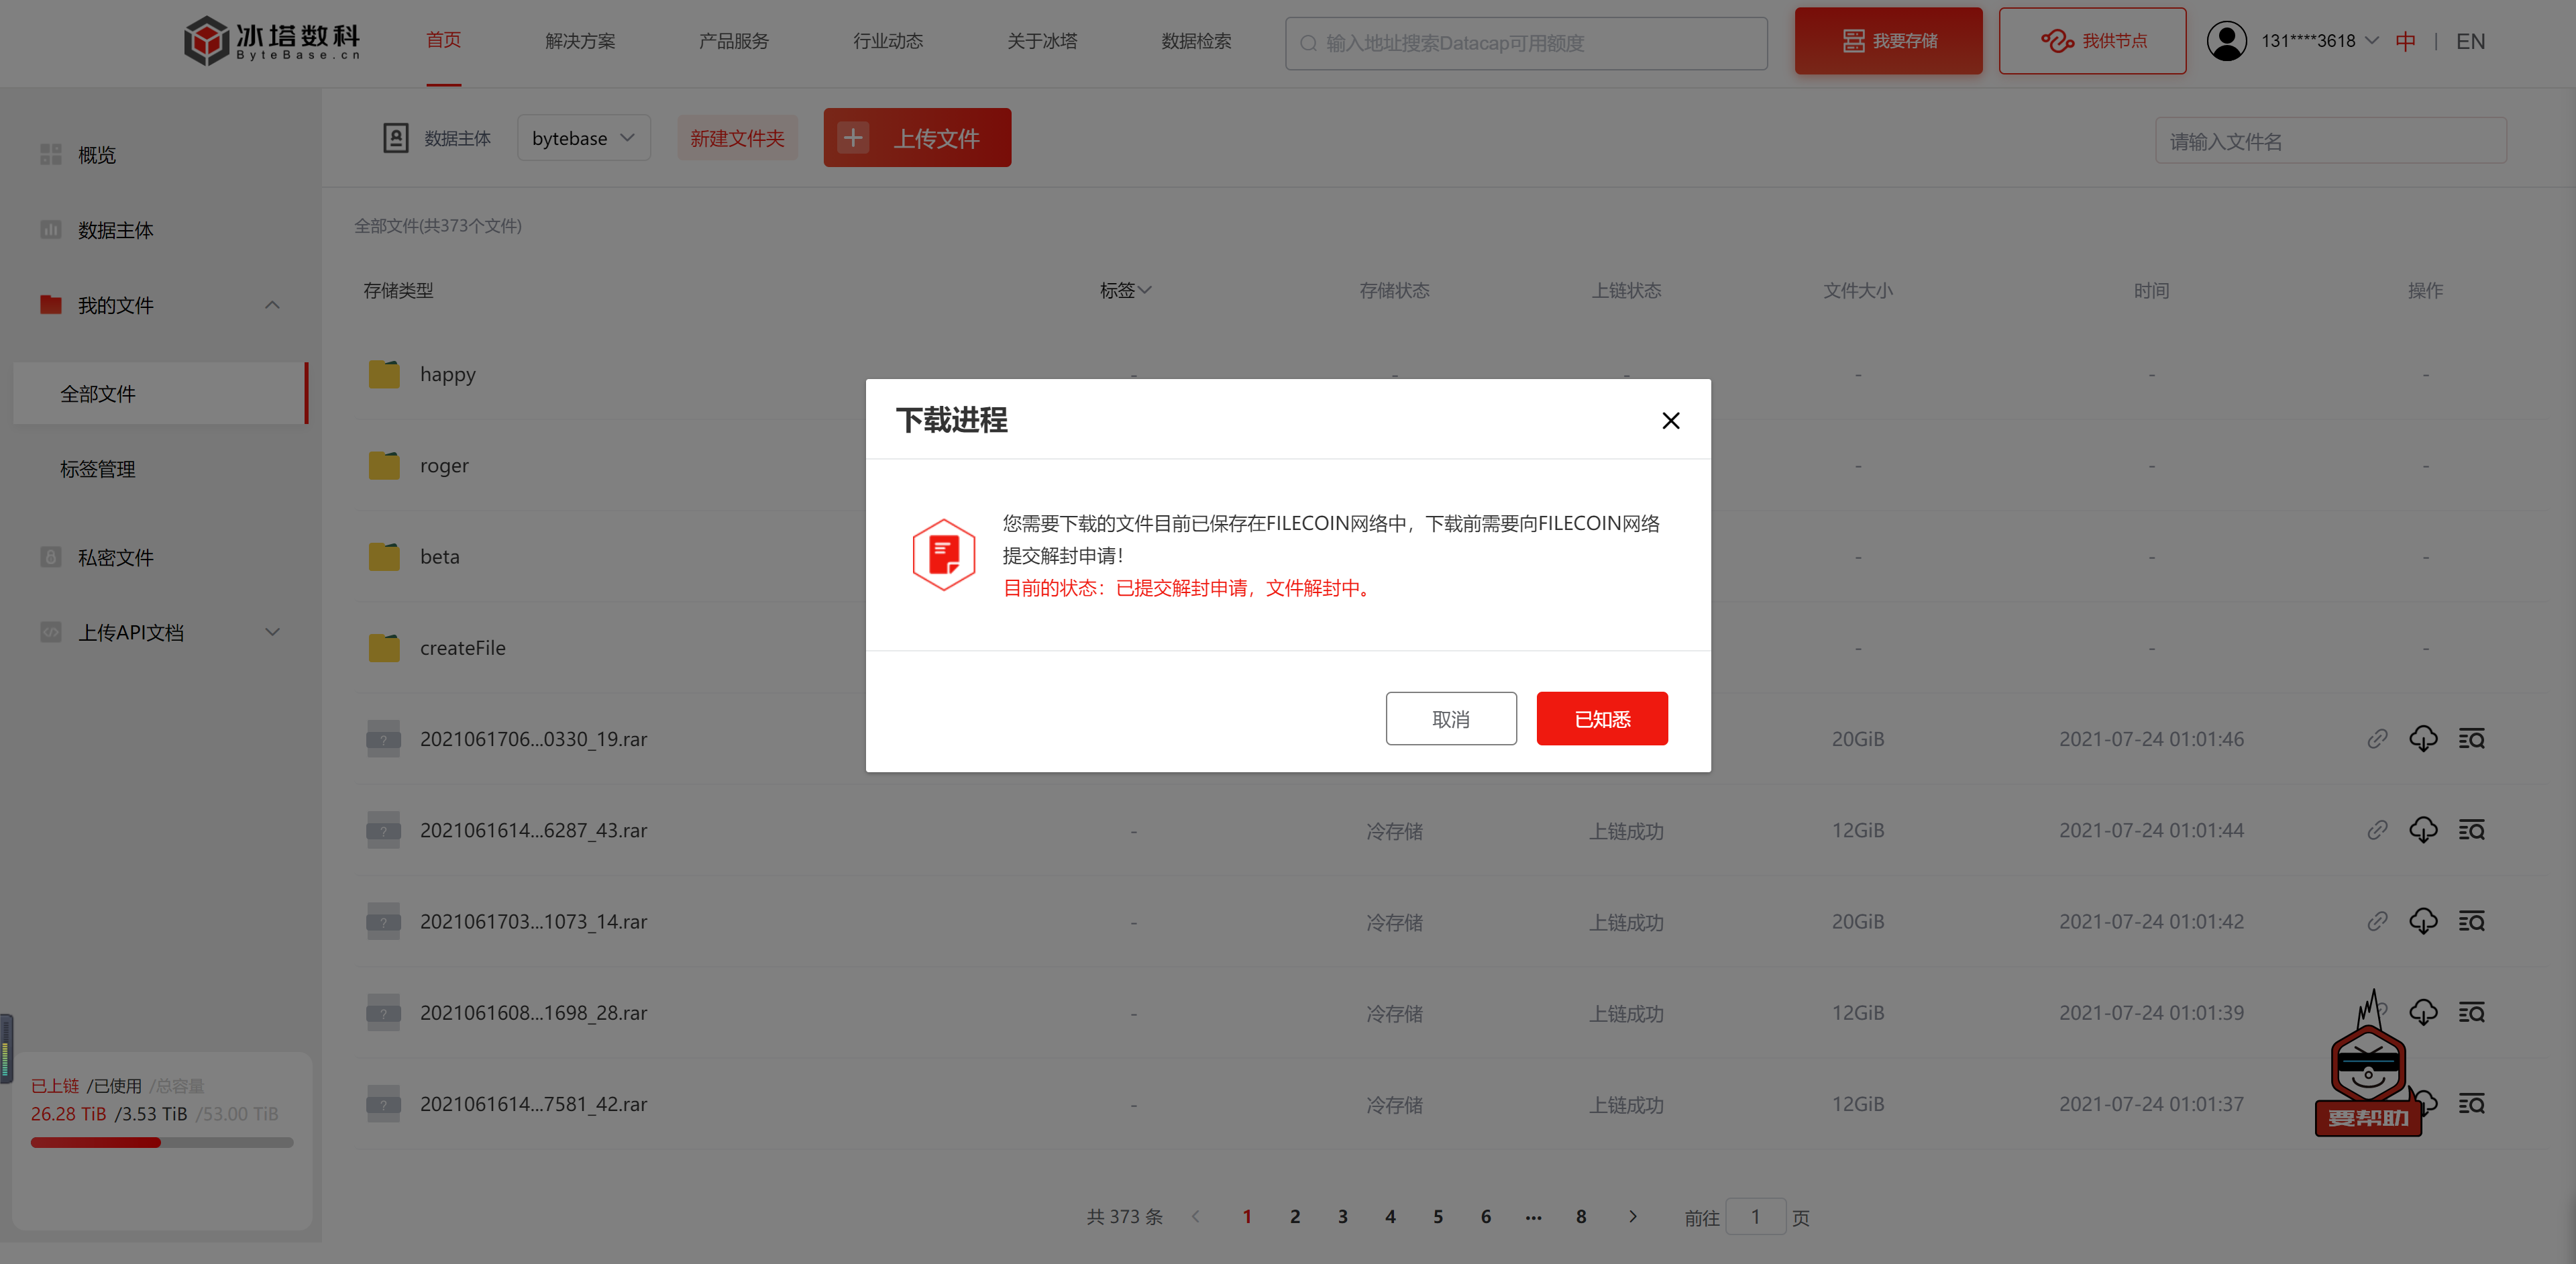 冰塔数科
ByteBase.cn
首页
解决方案
产品服务
行业动态
关于冰塔
数据检索
输入地址搜索Datacap可用额度
我要存储
我供节点
131****3618
中 | EN
概览
数据主体
我的文件
全部文件
标签管理
私密文件
上传API文档
已上链 /已使用 /总容量
26.28 TiB /3.53 TiB /53.00 TiB
数据主体
bytebase
新建文件夹
+ 上传文件
请输入文件名
全部文件(共373个文件)
存储类型 标签 存储状态 上链状态 文件大小 时间 操作
happy - - - - - -
roger - - -
beta - - -
createFile - - -
2021061706...0330_19.rar 20GiB 2021-07-24 01:01:46
2021061614...6287_43.rar - 冷存储 上链成功 12GiB 2021-07-24 01:01:44
2021061703...1073_14.rar - 冷存储 上链成功 20GiB 2021-07-24 01:01:42
2021061608...1698_28.rar - 冷存储 上链成功 12GiB 2021-07-24 01:01:39
2021061614...7581_42.rar - 冷存储 上链成功 12GiB 2021-07-24 01:01:37
要帮助
共 373 条 1 2 3 4 5 6 ... 8 前往 1 页
下载进程
您需要下载的文件目前已保存在FILECOIN网络中，下载前需要向FILECOIN网络
提交解封申请！
目前的状态：已提交解封申请，文件解封中。
取消
已知悉